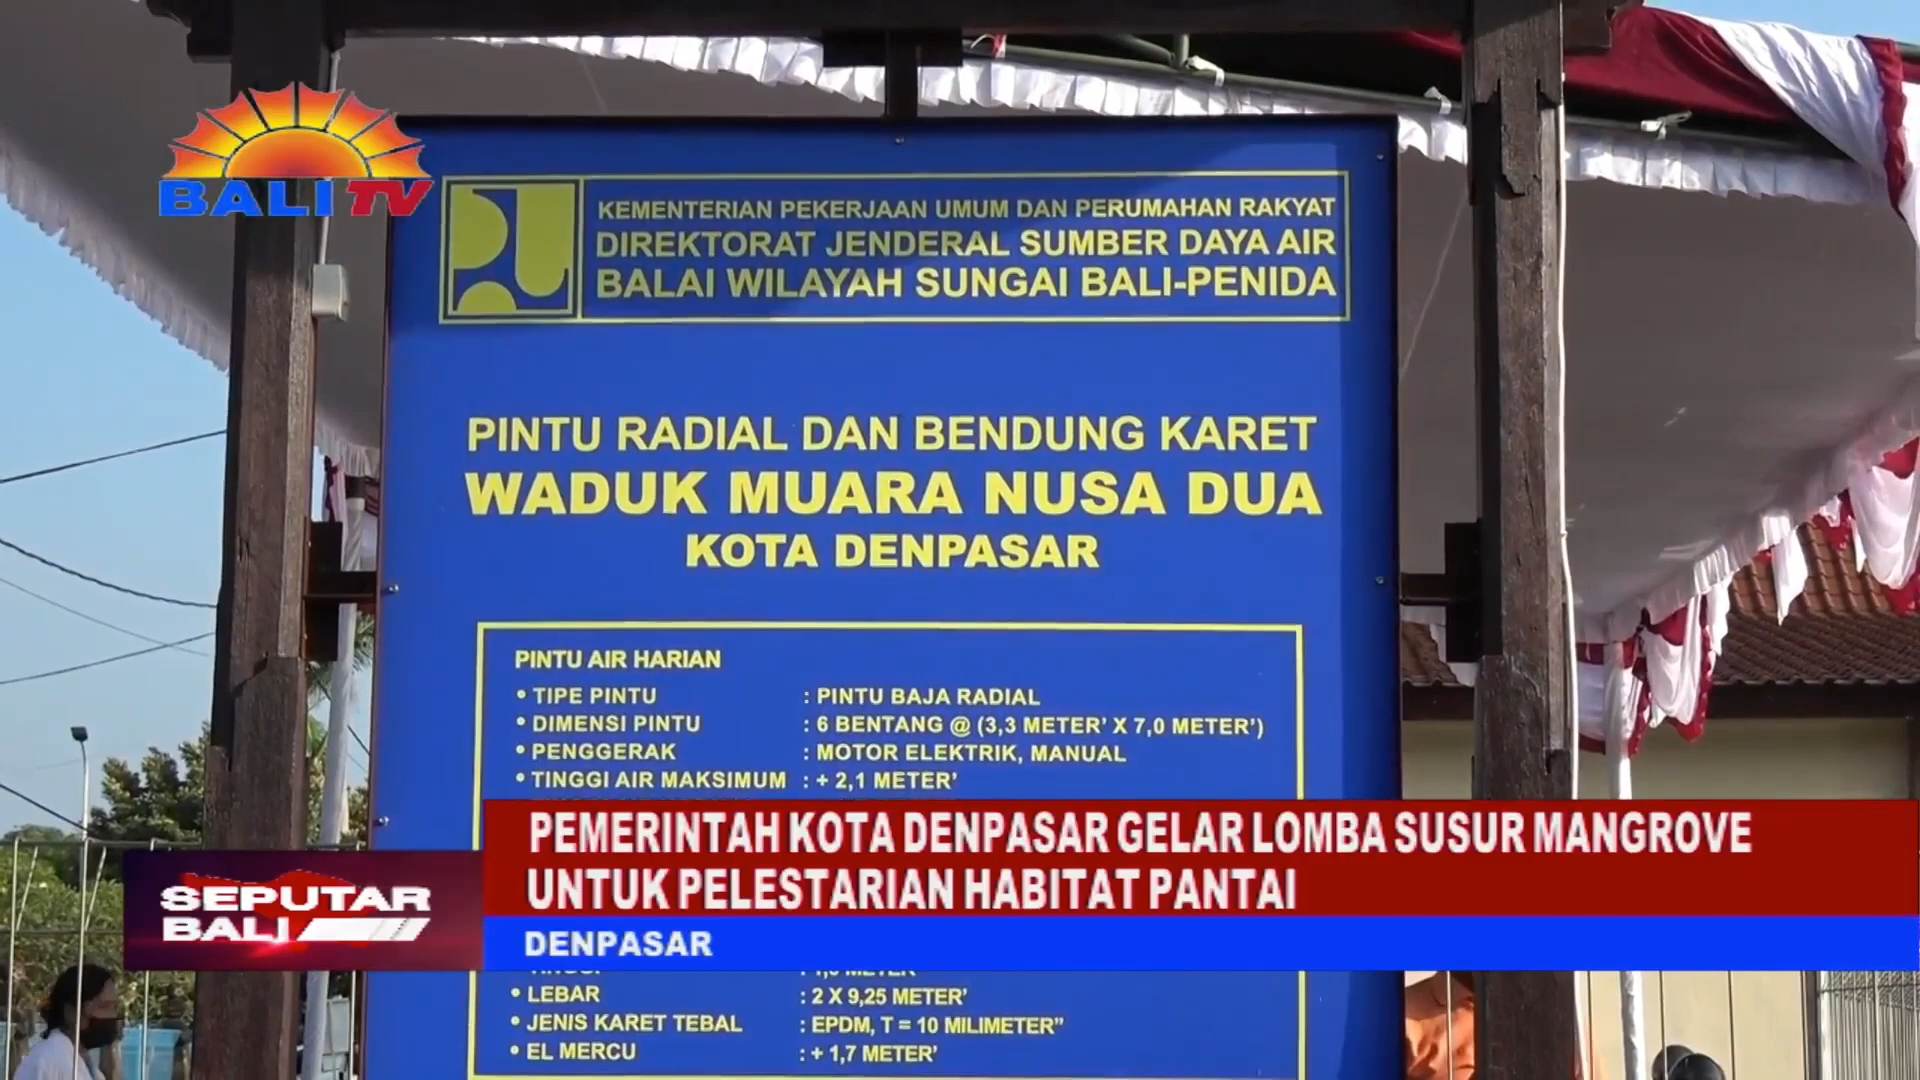 BALI TV
KEMENTERIAN PEKERJAAN UMUM DAN PERUMAHAN RAKYAT
DIREKTORAT JENDERAL SUMBER DAYA AIR
BALAI WILAYAH SUNGAI BALI-PENIDA
PINTU RADIAL DAN BENDUNG KARET
WADUK MUARA NUSA DUA
KOTA DENPASAR
PINTU AIR HARIAN
• TIPE PINTU : PINTU BAJA RADIAL
• DIMENSI PINTU : 6 BENTANG @ (3,3 METER' X 7,0 METER')
• PENGGERAK : MOTOR ELEKTRIK, MANUAL
• TINGGI AIR MAKSIMUM : + 2,1 METER'
PEMERINTAH KOTA DENPASAR GELAR LOMBA SUSUR MANGROVE
UNTUK PELESTARIAN HABITAT PANTAI
SEPUTAR
BALI
DENPASAR
• LEBAR : 2 X 9,25 METER'
• JENIS KARET TEBAL : EPDM, T = 10 MILIMETER"
• EL MERCU : + 1,7 METER'